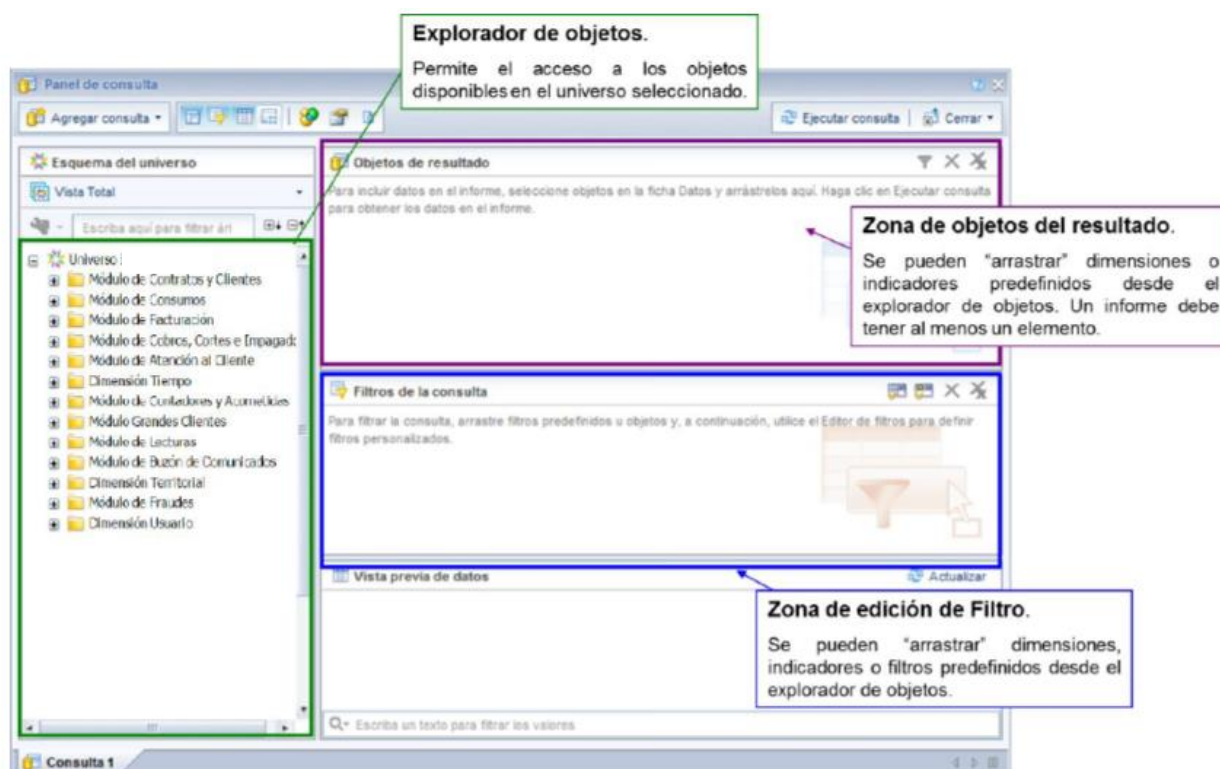 Explorador de objetos.
Permite el acceso a los objetos
disponibles en el universo seleccionado.
Panel de consulta
Agregar consulta
Ejecutar consulta
Cerrar
Esquema del universo
Vista Total
Escriba aquí para filtrar ár
Universo
Módulo de Contratos y Clientes
Módulo de Consumos
Módulo de Facturación
Módulo de Cobros, Cortes e Impagado
Módulo de Atención al Cliente
Dimensión Tiempo
Módulo de Contadores y Acometidas
Módulo Grandes Clientes
Módulo de Lecturas
Módulo de Buzón de Comunicados
Dimensión Territorial
Módulo de Fraudes
Dimensión Usuario
Objetos de resultado
Para incluir datos en el informe, seleccione objetos en la ficha Datos y arrástrelos aquí. Haga clic en Ejecutar consulta
para obtener los datos en el informe.
Zona de objetos del resultado.
Se pueden "arrastrar" dimensiones o
indicadores predefinidos desde el
explorador de objetos. Un informe debe
tener al menos un elemento.
Filtros de la consulta
Para filtrar la consulta, arrastre filtros predefinidos u objetos y, a continuación, utilice el Editor de filtros para definir
filtros personalizados.
Vista previa de datos
Actualizar
Zona de edición de Filtro.
Se pueden "arrastrar" dimensiones,
indicadores o filtros predefinidos desde el
explorador de objetos.
Escriba un texto para filtrar los valores
Consulta 1